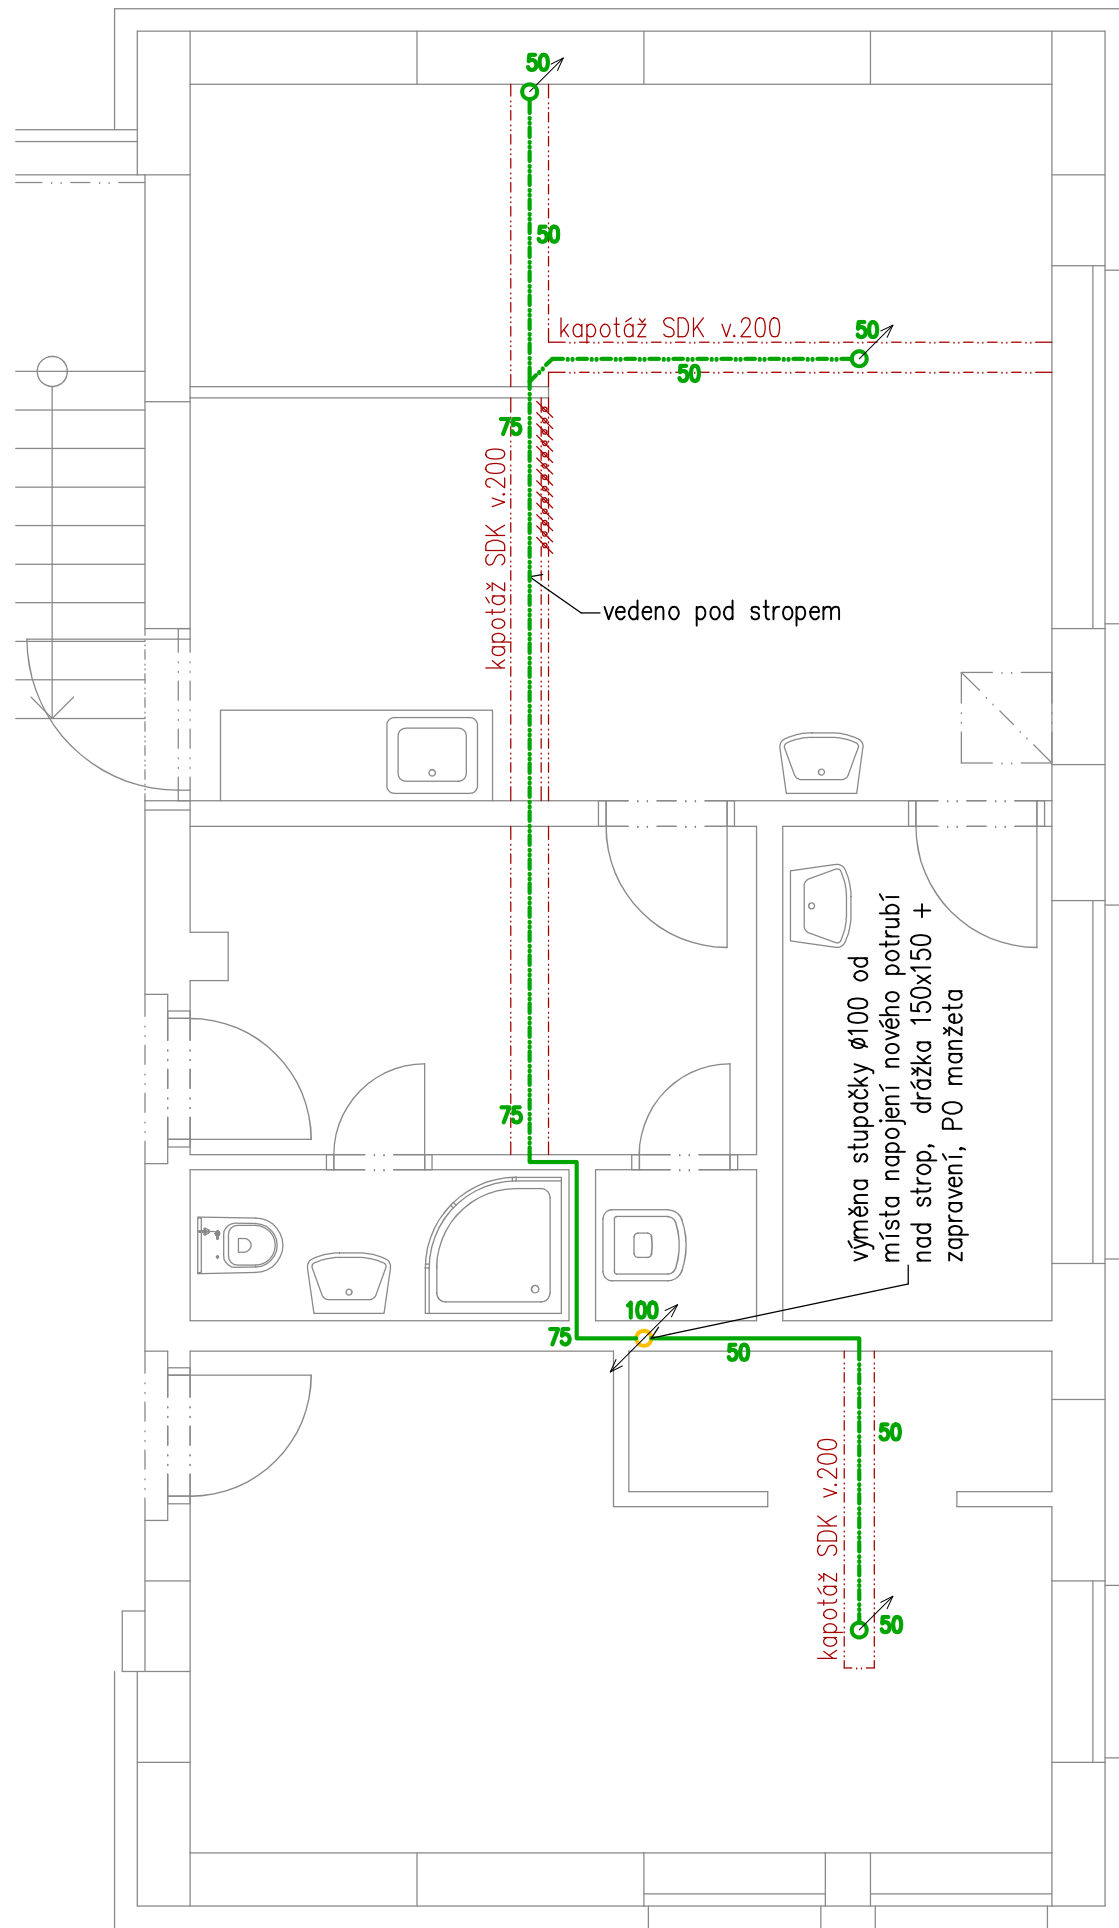 50
50
kapotáž SDK v.200
50
50
75
kapotáž SDK v.200
vedeno pod stropem
výměna stupačky ø100 od
místa napojení nového potrubí
nad strop, drážka 150x150 +
zapravení, PO manžeta
75
100
75
50
50
kapotáž SDK v.200
50